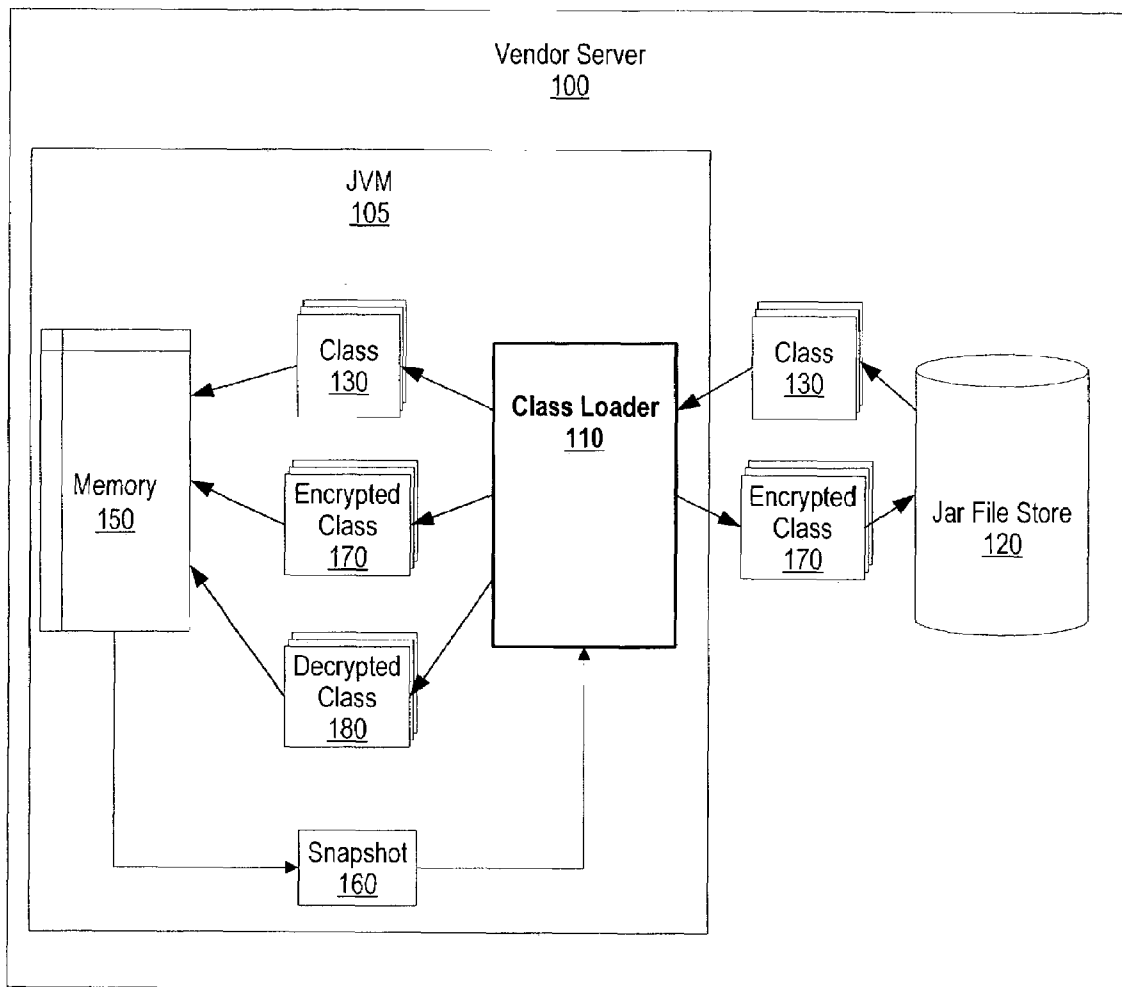 Vendor Server
100
JVM
105
Class
130
Class
130
Class Loader
110
Memory
150
Encrypted
Class
170
Encrypted
Class
170
Jar File Store
120
Decrypted
Class
180
Snapshot
160